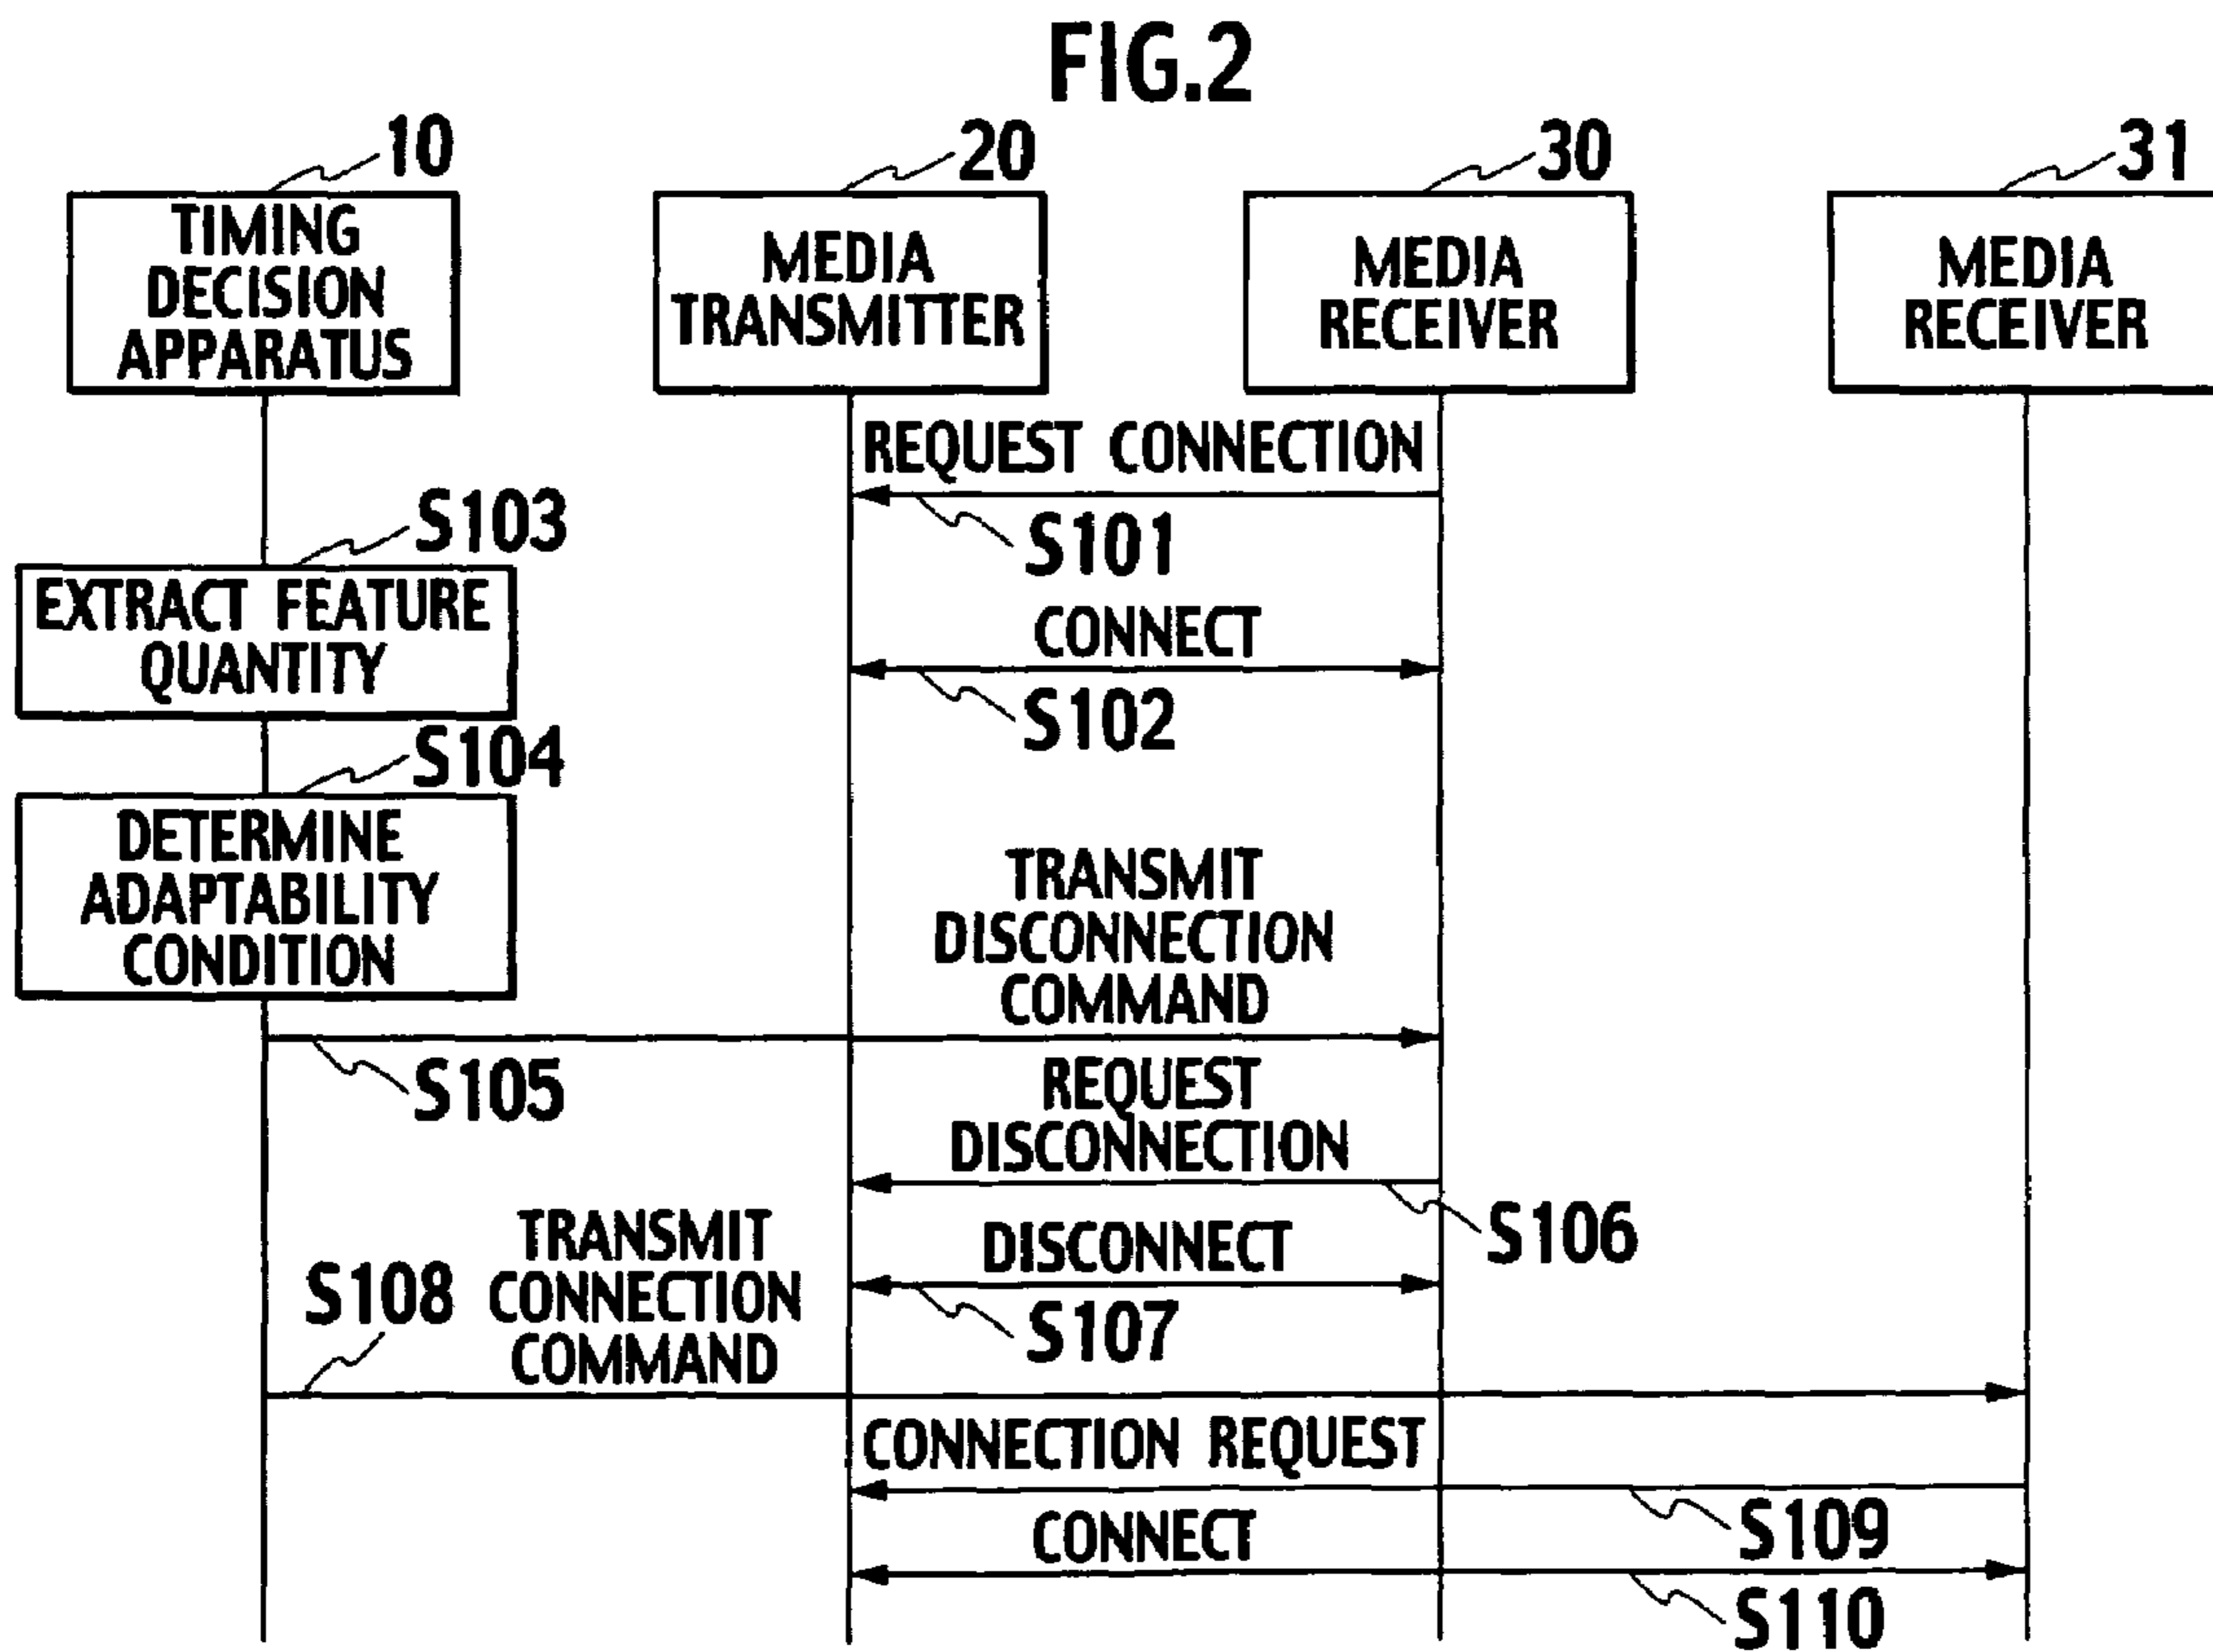 FIG.2
10
20
30
31
TIMING
DECISION
APPARATUS
MEDIA
TRANSMITTER
MEDIA
RECEIVER
MEDIA
RECEIVER
REQUEST CONNECTION
S101
S103
EXTRACT FEATURE
QUANTITY
CONNECT
S102
S104
DETERMINE
ADAPTABILITY
CONDITION
TRANSMIT
DISCONNECTION
COMMAND
S105
REQUEST
DISCONNECTION
S106
DISCONNECT
S107
S108
TRANSMIT
CONNECTION
COMMAND
CONNECTION REQUEST
S109
CONNECT
S110